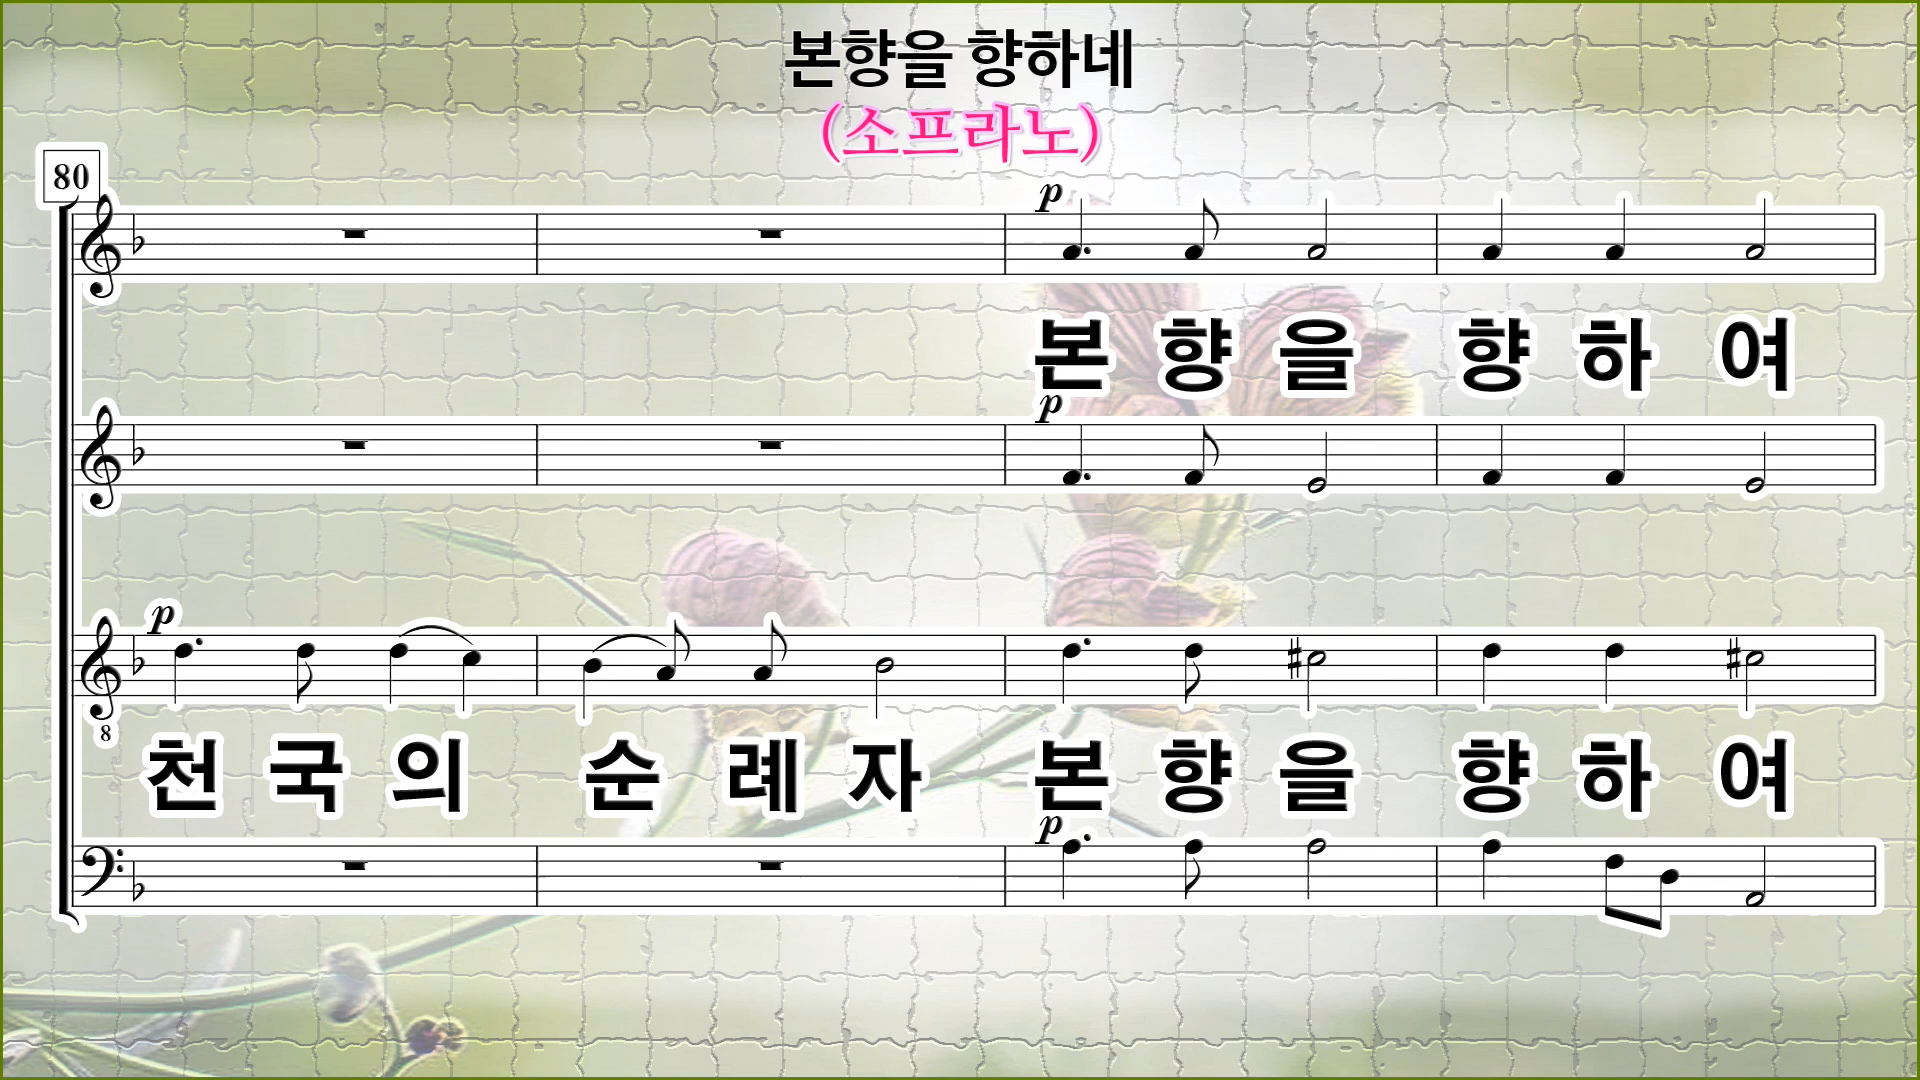 본향을 향하네
(소프라노)
80
p
본 향 을 향 하 여
p
p
8
천 국 의 순 례 자 본 향 을 향 하 여
p